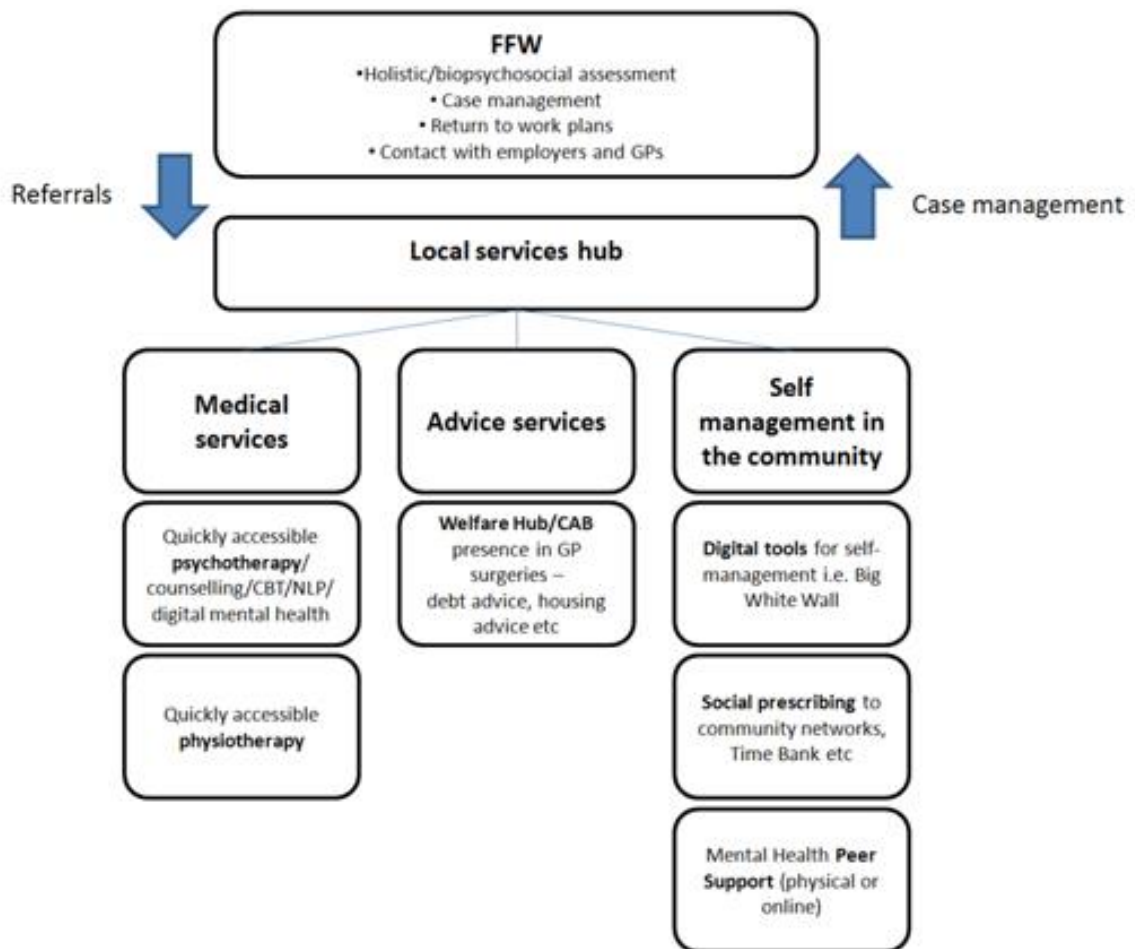 FFW
•Holistic/biopsychosocial assessment
• Case management
• Return to work plans
• Contact with employers and GPs
Referrals
Case management
Local services hub
Medical
services
Quickly accessible
psychotherapy/
counselling/CBT/NLP/
digital mental health
Quickly accessible
physiotherapy
Advice services
Welfare Hub/CAB
presence in GP
surgeries –
debt advice, housing
advice etc
Self
management in
the community
Digital tools for self-
management i.e. Big
White Wall
Social prescribing to
community networks,
Time Bank etc
Mental Health Peer
Support (physical or
online)